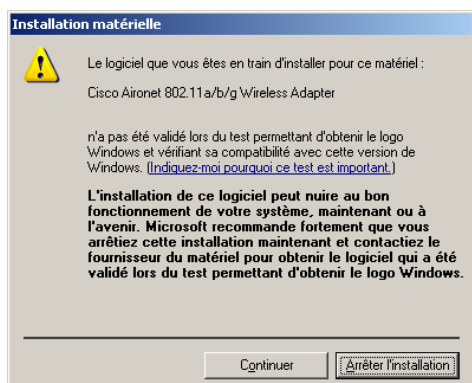 Installation matérielle
Le logiciel que vous êtes en train d'installer pour ce matériel :
Cisco Aironet 802.11a/b/g Wireless Adapter
n'a pas été validé lors du test permettant d'obtenir le logo
Windows et vérifiant sa compatibilité avec cette version de
Windows. (Indiquez-moi pourquoi ce test est important.)
L'installation de ce logiciel peut nuire au bon
fonctionnement de votre système, maintenant ou à
l'avenir. Microsoft recommande fortement que vous
arrêtiez cette installation maintenant et contactiez le
fournisseur du matériel pour obtenir le logiciel qui a été
validé lors du test permettant d'obtenir le logo Windows.
Continuer
Arrêter l'installation